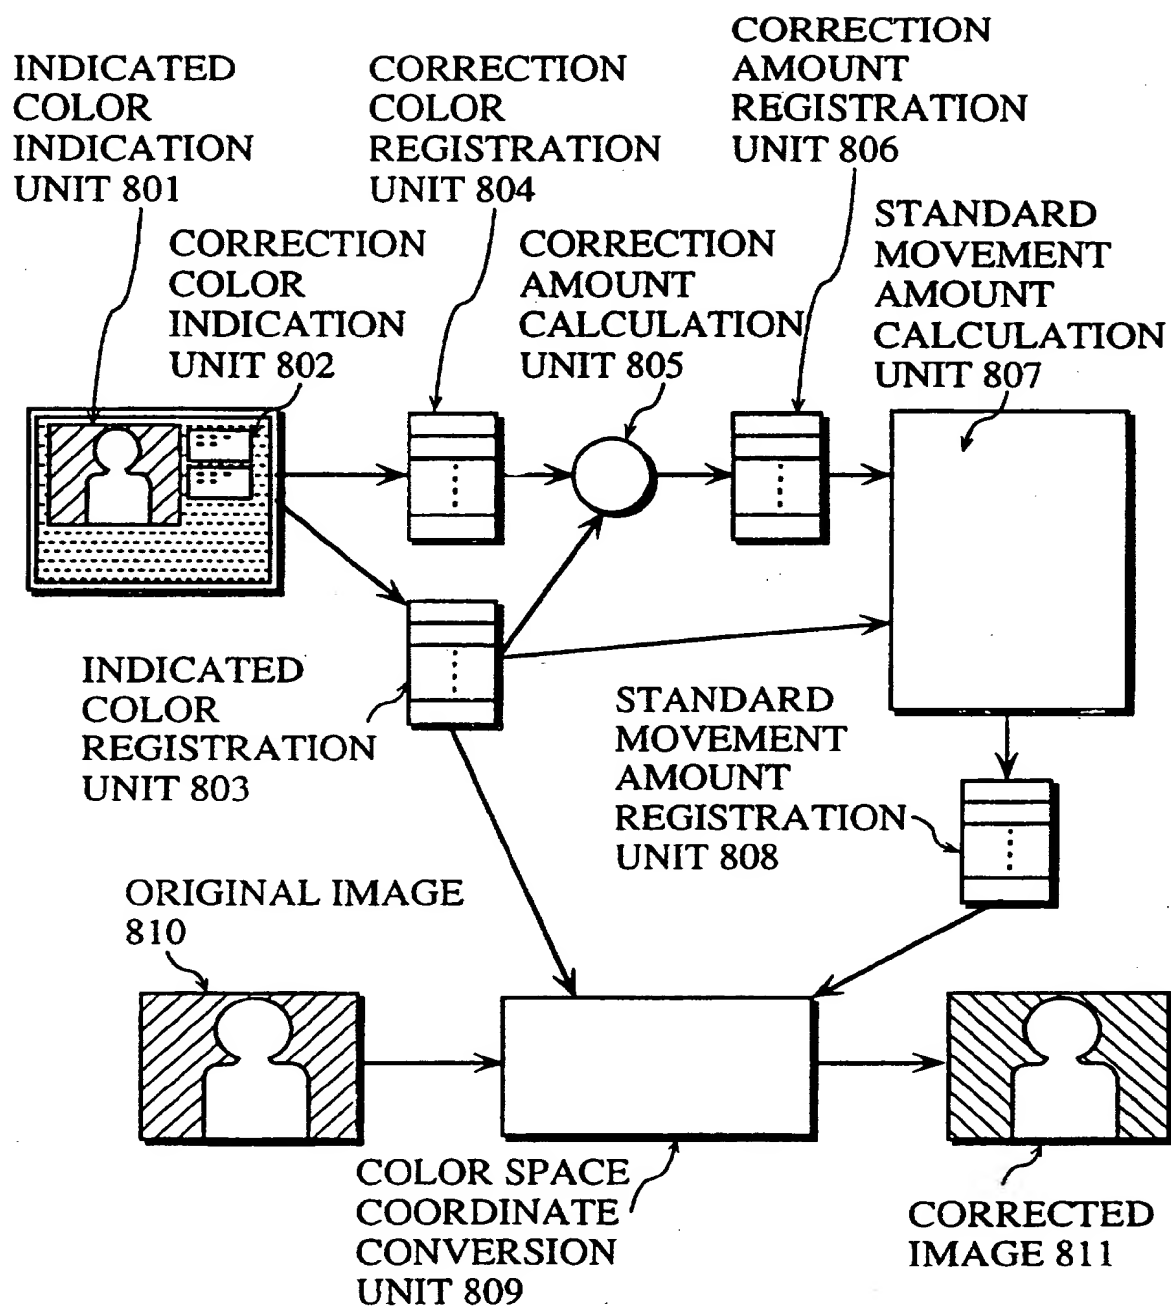 INDICATED
COLOR
INDICATION
UNIT 801
CORRECTION
COLOR
REGISTRATION
UNIT 804
CORRECTION
AMOUNT
REGISTRATION
UNIT 806
CORRECTION
COLOR
INDICATION
UNIT 802
CORRECTION
AMOUNT
CALCULATION
UNIT 805
STANDARD
MOVEMENT
AMOUNT
CALCULATION
UNIT 807
INDICATED
COLOR
REGISTRATION
UNIT 803
STANDARD
MOVEMENT
AMOUNT
REGISTRATION
UNIT 808
ORIGINAL IMAGE
810
COLOR SPACE
COORDINATE
CONVERSION
UNIT 809
CORRECTED
IMAGE 811